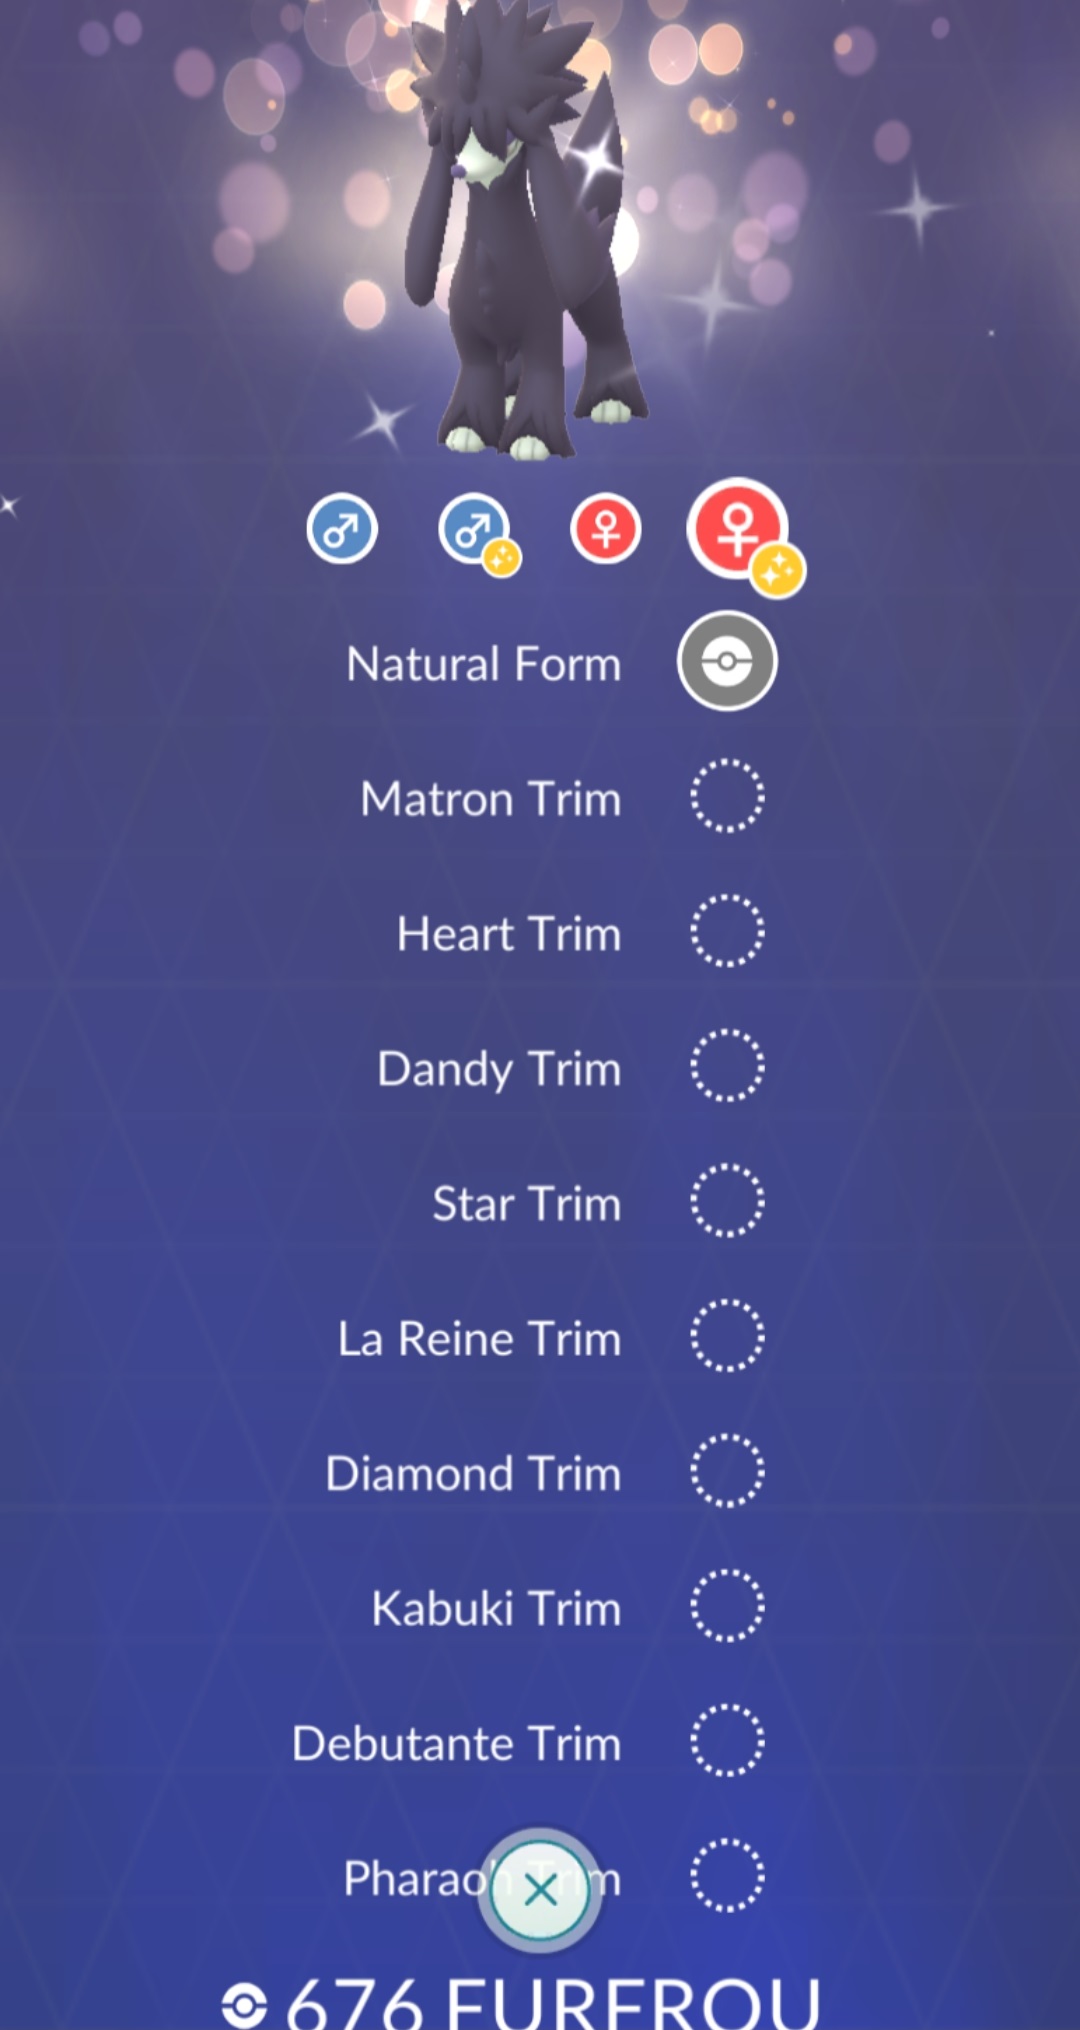 Natural Form
Matron Trim
Heart Trim
Dandy Trim
Star Trim
La Reine Trim
Diamond Trim
Kabuki Trim
Debutante Trim
Pharaoh Trim
676 FURFROU